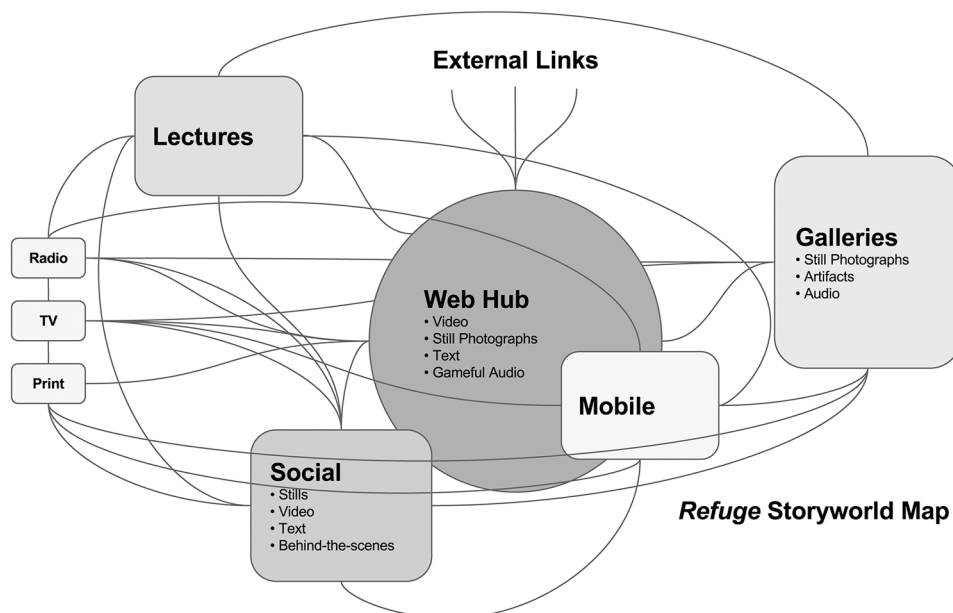 External Links
Lectures
Galleries
• Still Photographs
• Artifacts
• Audio
Radio
TV
Print
Web Hub
• Video
• Still Photographs
• Text
• Gameful Audio
Mobile
Social
• Stills
• Video
• Text
• Behind-the-scenes
Refuge Storyworld Map